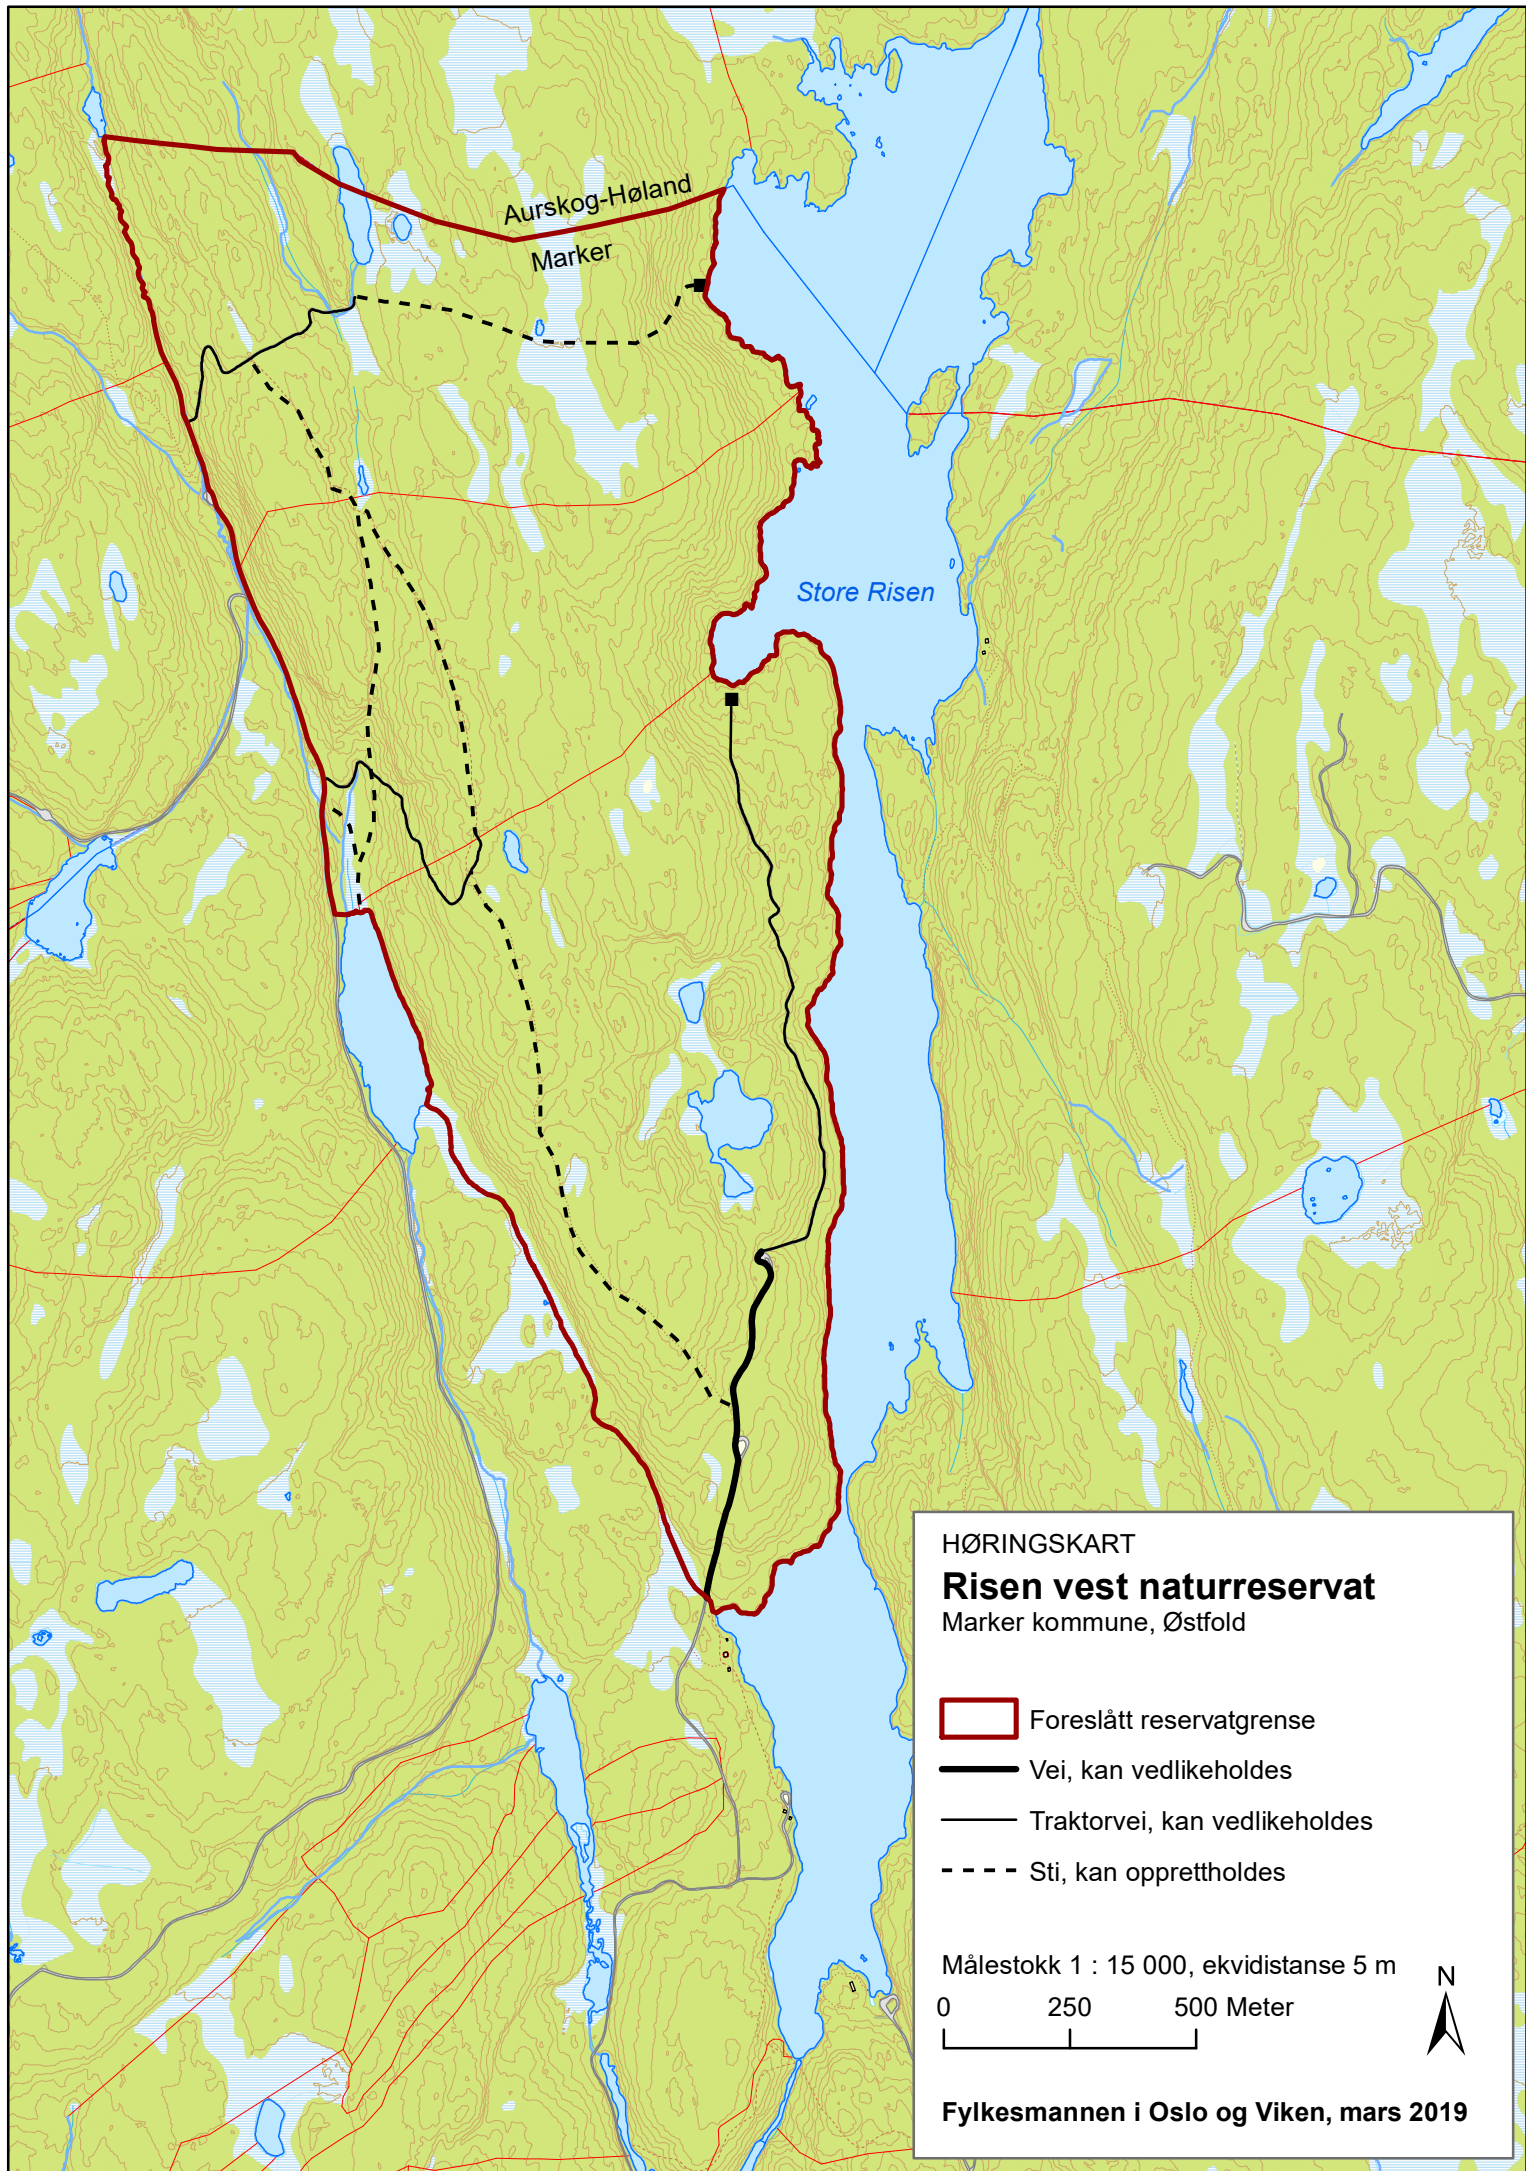 Aurskog-Høland
Marker
Store Risen
HØRINGSKART
Risen vest naturreservat
Marker kommune, Østfold
Foreslått reservatgrense
Vei, kan vedlikeholdes
Traktorvei, kan vedlikeholdes
Sti, kan opprettholdes
Målestokk 1 : 15 000, ekvidistanse 5 m
N
0 250 500 Meter
Fylkesmannen i Oslo og Viken, mars 2019